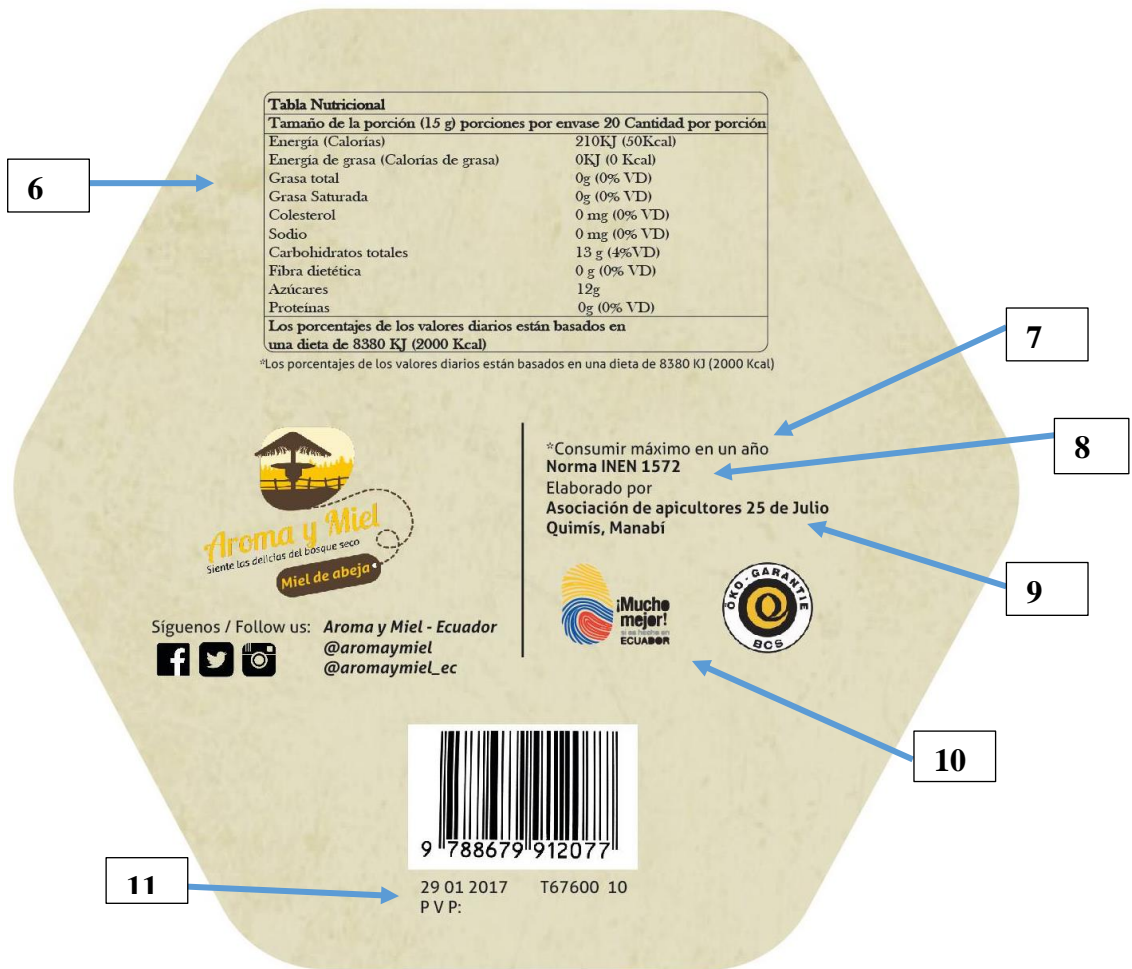 Tabla Nutricional
Tamaño de la porción (15 g) porciones por envase 20 Cantidad por porción
Energía (Calorías) 210KJ (50Kcal)
Energía de grasa (Calorías de grasa) 0KJ (0 Kcal)
Grasa total 0g (0% VD)
Grasa Saturada 0g (0% VD)
Colesterol 0 mg (0% VD)
Sodio 0 mg (0% VD)
Carbohidratos totales 13 g (4%VD)
Fibra dietética 0 g (0% VD)
Azúcares 12g
Proteínas 0g (0% VD)
Los porcentajes de los valores diarios están basados en
una dieta de 8380 KJ (2000 Kcal)
*Los porcentajes de los valores diarios están basados en una dieta de 8380 KJ (2000 Kcal)
6
7
8
9
10
11
Aroma y Miel
Siente las delicias del bosque seco
Miel de abeja
Síguenos / Follow us: Aroma y Miel - Ecuador
@aromaymiel
@aromaymiel_ec
*Consumir máximo en un año
Norma INEN 1572
Elaborado por
Asociación de apicultores 25 de Julio
Quimís, Manabí
¡Mucho
mejor!
si es hecho en
ECUADOR
ÖKO-GARANTIE
BCS
9 788679 912077
29 01 2017 T67600 10
P V P: